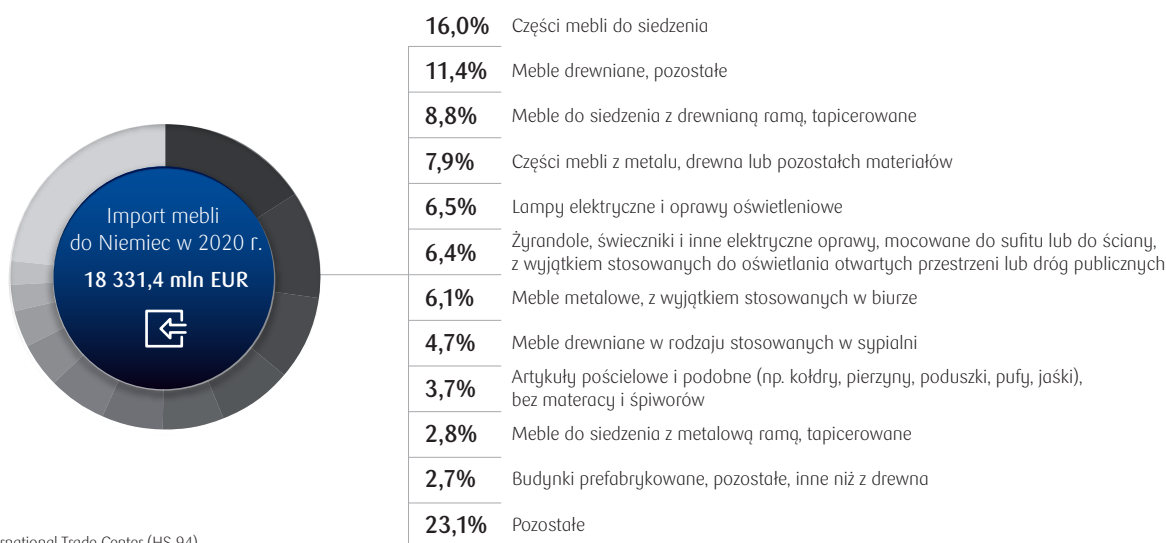 16,0% Części mebli do siedzenia
11,4% Meble drewniane, pozostałe
8,8% Meble do siedzenia z drewnianą ramą, tapicerowane
7,9% Części mebli z metalu, drewna lub pozostałch materiałów
6,5% Lampy elektryczne i oprawy oświetleniowe
6,4% Żyrandole, świeczniki i inne elektryczne oprawy, mocowane do sufitu lub do ściany,
z wyjątkiem stosowanych do oświetlania otwartych przestrzeni lub dróg publicznych
6,1% Meble metalowe, z wyjątkiem stosowanych w biurze
4,7% Meble drewniane w rodzaju stosowanych w sypialni
3,7% Artykuły pościelowe i podobne (np. kołdry, pierzyny, poduszki, pufy, jaśki),
bez materacy i śpiworów
2,8% Meble do siedzenia z metalową ramą, tapicerowane
2,7% Budynki prefabrykowane, pozostałe, inne niż z drewna
23,1% Pozostałe
Import mebli
do Niemiec w 2020 r.
18 331,4 mln EUR
Trade Center (HS 94)